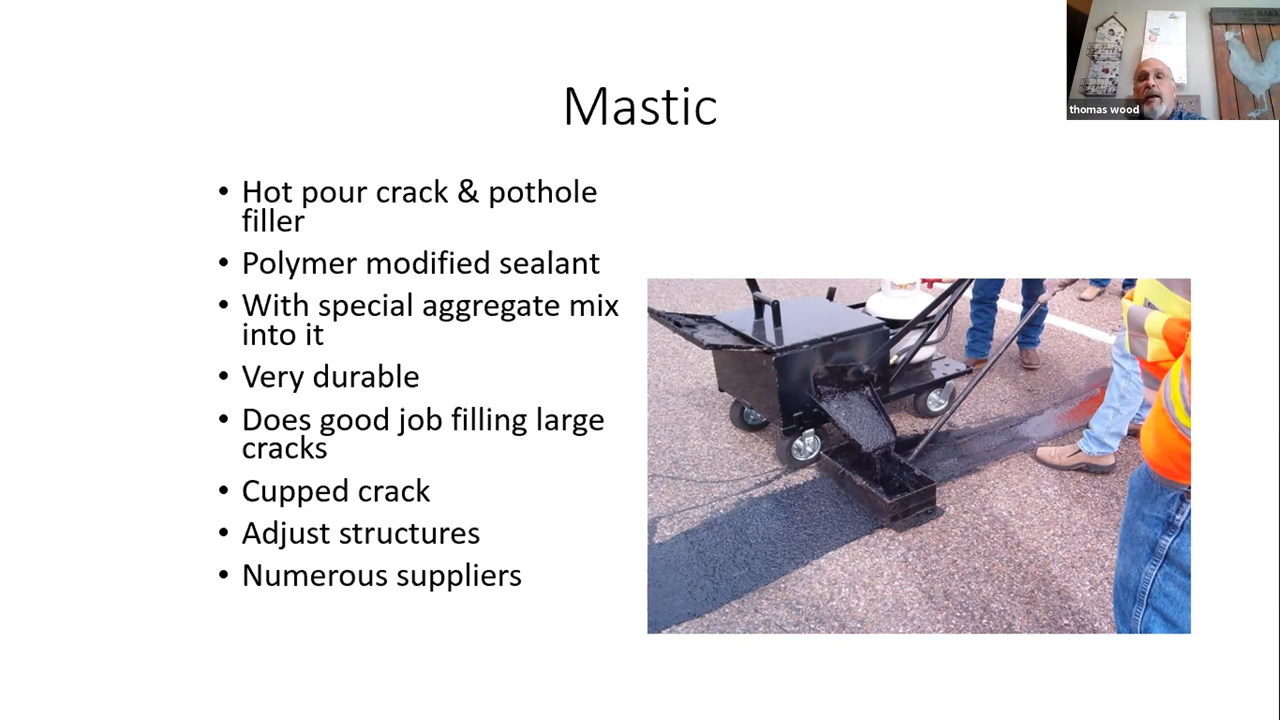 thomas wood
Mastic
• Hot pour crack & pothole
filler
• Polymer modified sealant
• With special aggregate mix
into it
• Very durable
• Does good job filling large
cracks
• Cupped crack
• Adjust structures
• Numerous suppliers